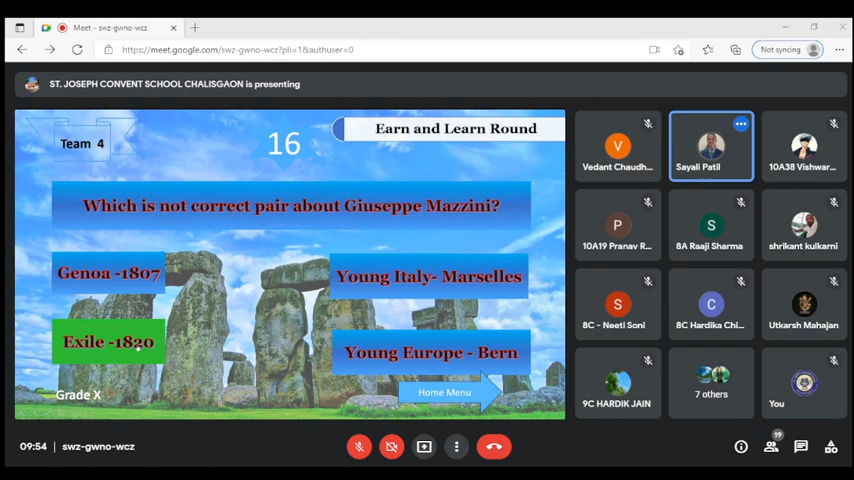 Meet – swz-gwno-wcz
https://meet.google.com/swz-gwno-wcz?pli=1&authuser=0
Not syncing
ST. JOSEPH CONVENT SCHOOL CHALISGAON is presenting
Team 4
16
Earn and Learn Round
Which is not correct pair about Giuseppe Mazzini?
Genoa -1807
Young Italy- Marselles
Exile -1820
Young Europe - Bern
Grade X
Home Menu
V
Vedant Chaudh...
Sayali Patil
10A38 Vishwar...
P
10A19 Pranav R...
S
8A Raaji Sharma
shrikant kulkarni
S
8C - Neeti Soni
C
8C Hardika Chi...
Utkarsh Mahajan
9C HARDIK JAIN
7 others
You
09:54 | swz-gwno-wcz
19